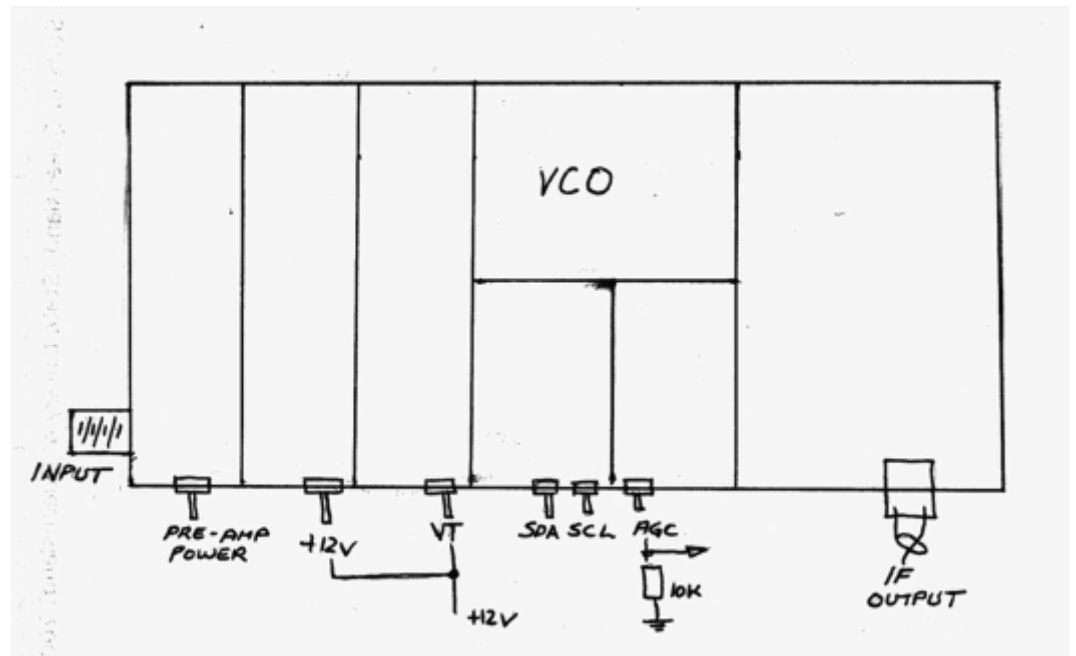 VCO
INPUT
PRE-AMP
POWER
+12V
VT
SDA SCL
AGC
+12V
10K
IF
OUTPUT